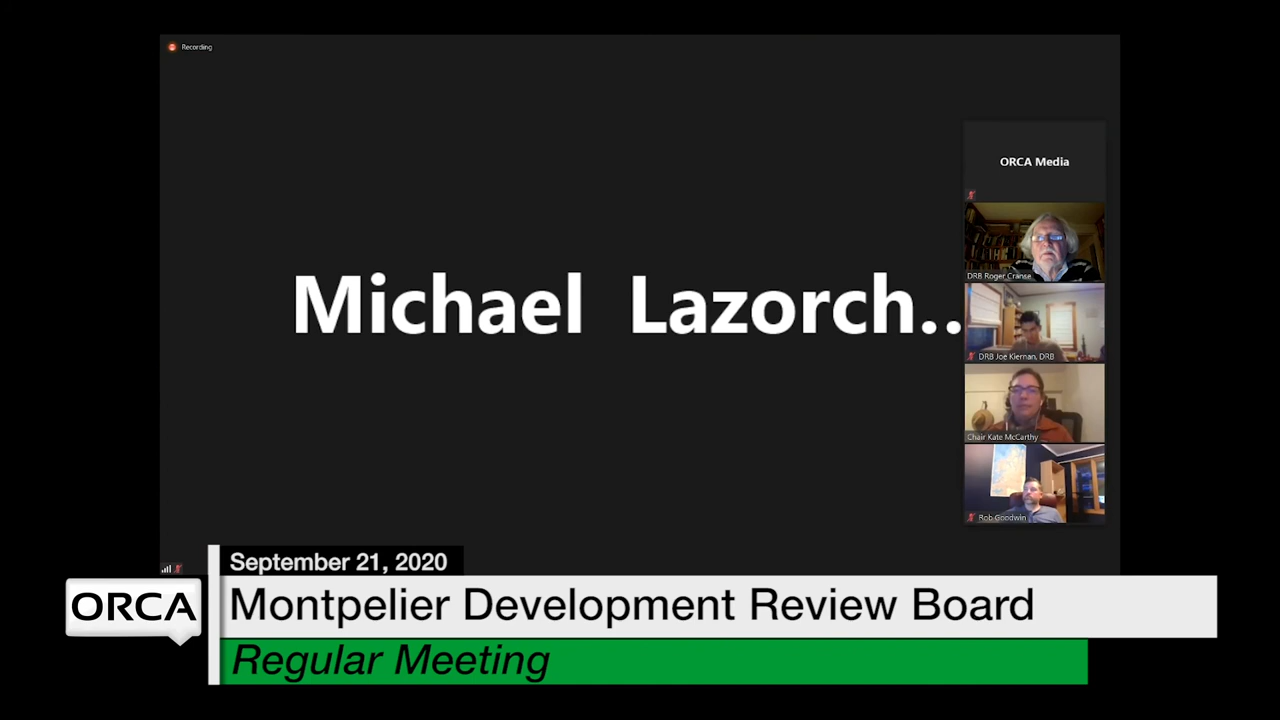 Recording
ORCA Media
Michael Lazorch...
DRB Roger Cranse
DRB Joe Kiernan, DRB
Chair Kate McCarthy
Rob Goodwin
September 21, 2020
ORCA
Montpelier Development Review Board
Regular Meeting